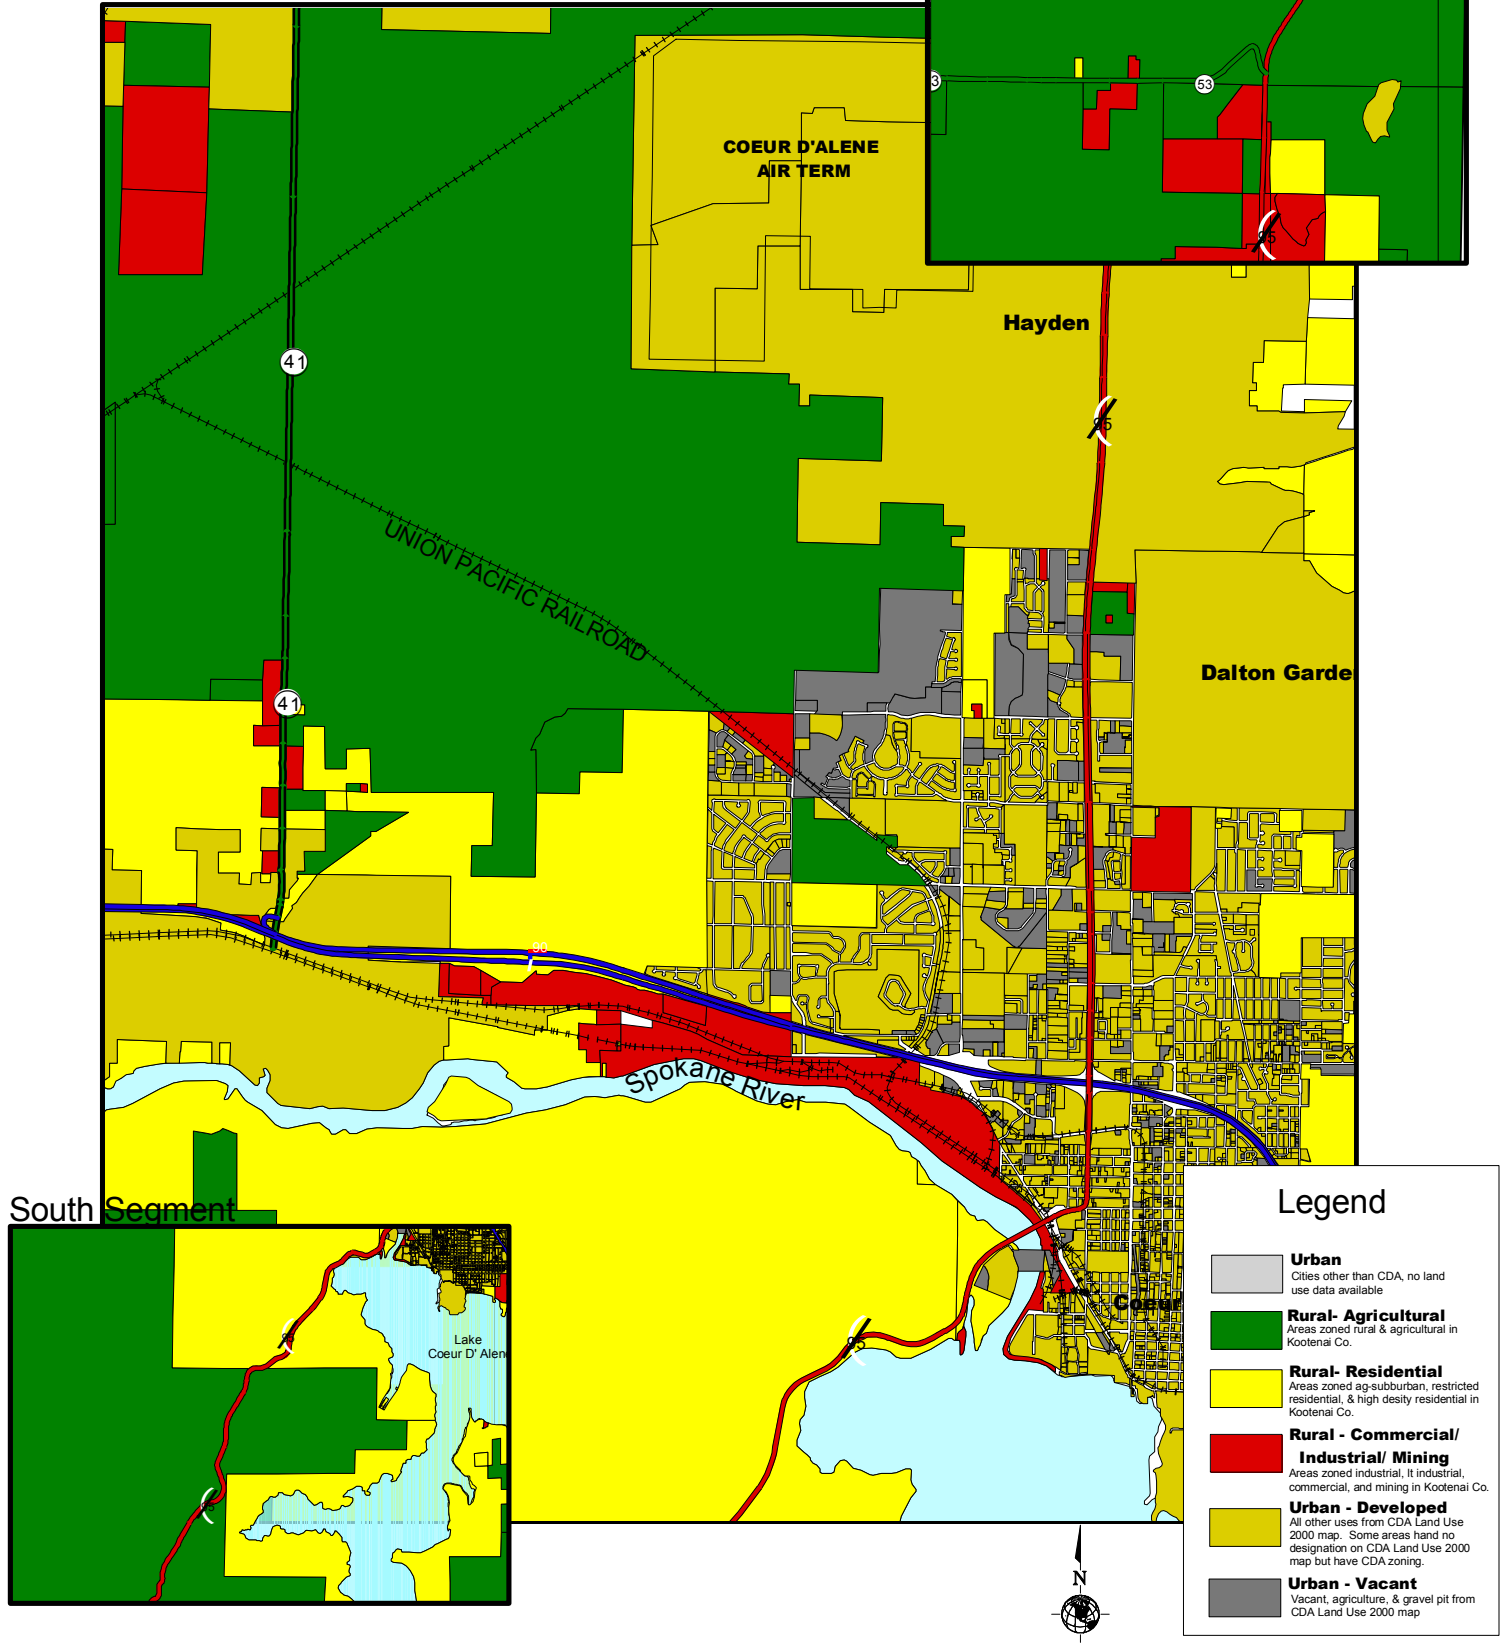 COEUR D'ALENE
AIR TERM
53
95
Hayden
41
95
UNION PACIFIC RAILROAD
Dalton Garde
41
90
Spokane River
South Segment
Coeur
95
Lake
Coeur D' Alen
95
95
N
Legend
Urban
Cities other than CDA, no land
use data available
Rural- Agricultural
Areas zoned rural & agricultural in
Kootenai Co.
Rural- Residential
Areas zoned ag-subburban, restricted
residential, & high desity residential in
Kootenai Co.
Rural - Commercial/
Industrial/ Mining
Areas zoned industrial, lt industrial,
commercial, and mining in Kootenai Co.
Urban - Developed
All other uses from CDA Land Use
2000 map. Some areas hand no
designation on CDA Land Use 2000
map but have CDA zoning.
Urban - Vacant
Vacant, agriculture, & gravel pit from
CDA Land Use 2000 map